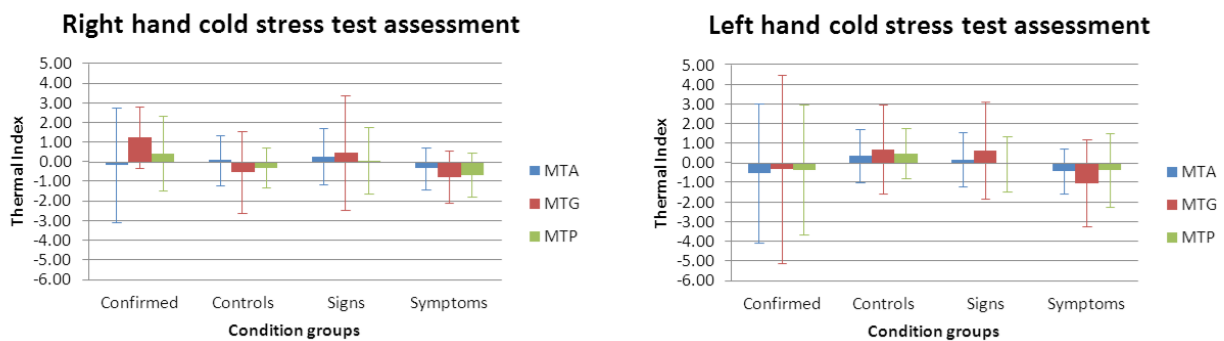 Right hand cold stress test assessment
5.00
4.00
3.00
2.00
1.00
0.00
-1.00
-2.00
-3.00
-4.00
-5.00
-6.00
Thermal Index
Confirmed Controls Signs Symptoms
Condition groups
MTA
MTG
MTP
Left hand cold stress test assessment
5.00
4.00
3.00
2.00
1.00
0.00
-1.00
-2.00
-3.00
-4.00
-5.00
-6.00
Thermal Index
Confirmed Controls Signs Symptoms
Condition groups
MTA
MTG
MTP